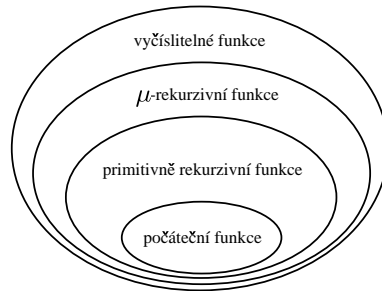 vyčíslitelné funkce
μ-rekurzivní funkce
primitivně rekurzivní funkce
počáteční funkce